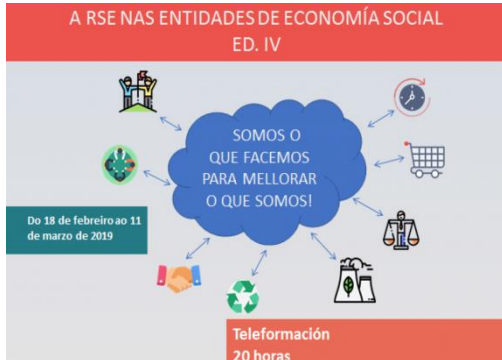 A RSE NAS ENTIDADES DE ECONOMÍA SOCIAL
ED. IV
SOMOS O
QUE FACEMOS
PARA MELLORAR
O QUE SOMOS!
Do 18 de febreiro ao 11
de marzo de 2019
Teleformación
20 horas